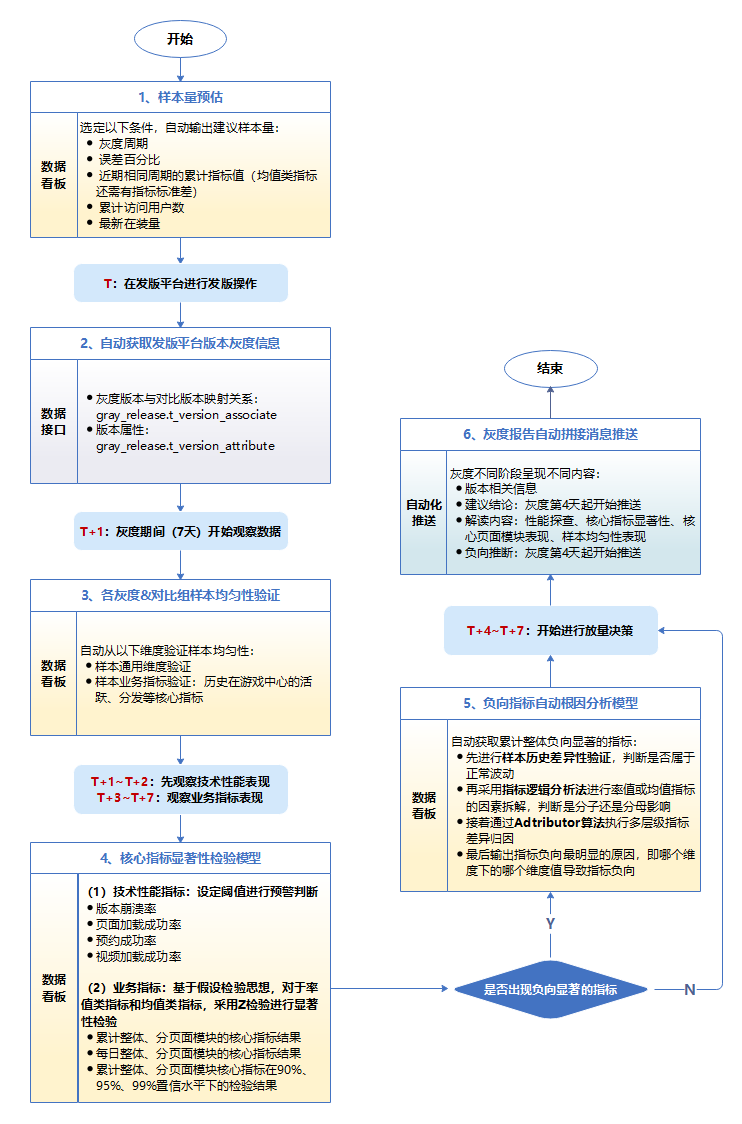 开始
1、样本量预估
数据
看板
选定以下条件，自动输出建议样本量：
● 灰度周期
● 误差百分比
● 近期相同周期的累计指标值（均值类指标
还需有指标标准差）
● 累计访问用户数
● 最新在装量
T：在发版平台进行发版操作
2、自动获取发版平台版本灰度信息
数据
接口
● 灰度版本与对比版本映射关系：
gray_release.t_version_associate
● 版本属性：
gray_release.t_version_attribute
T+1：灰度期间（7天）开始观察数据
3、各灰度&对比组样本均匀性验证
数据
看板
自动从以下维度验证样本均匀性：
● 样本通用维度验证
● 样本业务指标验证：历史在游戏中心的活
跃、分发等核心指标
T+1~T+2：先观察技术性能表现
T+3~T+7：观察业务指标表现
4、核心指标显著性检验模型
数据
看板
（1）技术性能指标：设定阈值进行预警判断
● 版本崩溃率
● 页面加载成功率
● 预约成功率
● 视频加载成功率
（2）业务指标：基于假设检验思想，对于率
值类指标和均值类指标，采用Z检验进行显著
性检验
● 累计整体、分页面模块的核心指标结果
● 每日整体、分页面模块的核心指标结果
● 累计整体、分页面模块核心指标在90%、
95%、99%置信水平下的检验结果
是否出现负向显著的指标
Y
N
5、负向指标自动根因分析模型
数据
看板
自动获取累计整体负向显著的指标：
● 先进行样本历史差异性验证，判断是否属于
正常波动
● 再采用指标逻辑分析法进行率值或均值指标
的因素拆解，判断是分子还是分母影响
● 接着通过Adtributor算法执行多层级指标
差异归因
● 最后输出指标负向最明显的原因，即哪个维
度下的哪个维度值导致指标负向
T+4~T+7：开始进行放量决策
6、灰度报告自动拼接消息推送
自动化
推送
灰度不同阶段呈现不同内容：
● 版本相关信息
● 建议结论：灰度第4天起开始推送
● 解读内容：性能探查、核心指标显著性、核
心页面模块表现、样本均匀性表现
● 负向推断：灰度第4天起开始推送
结束